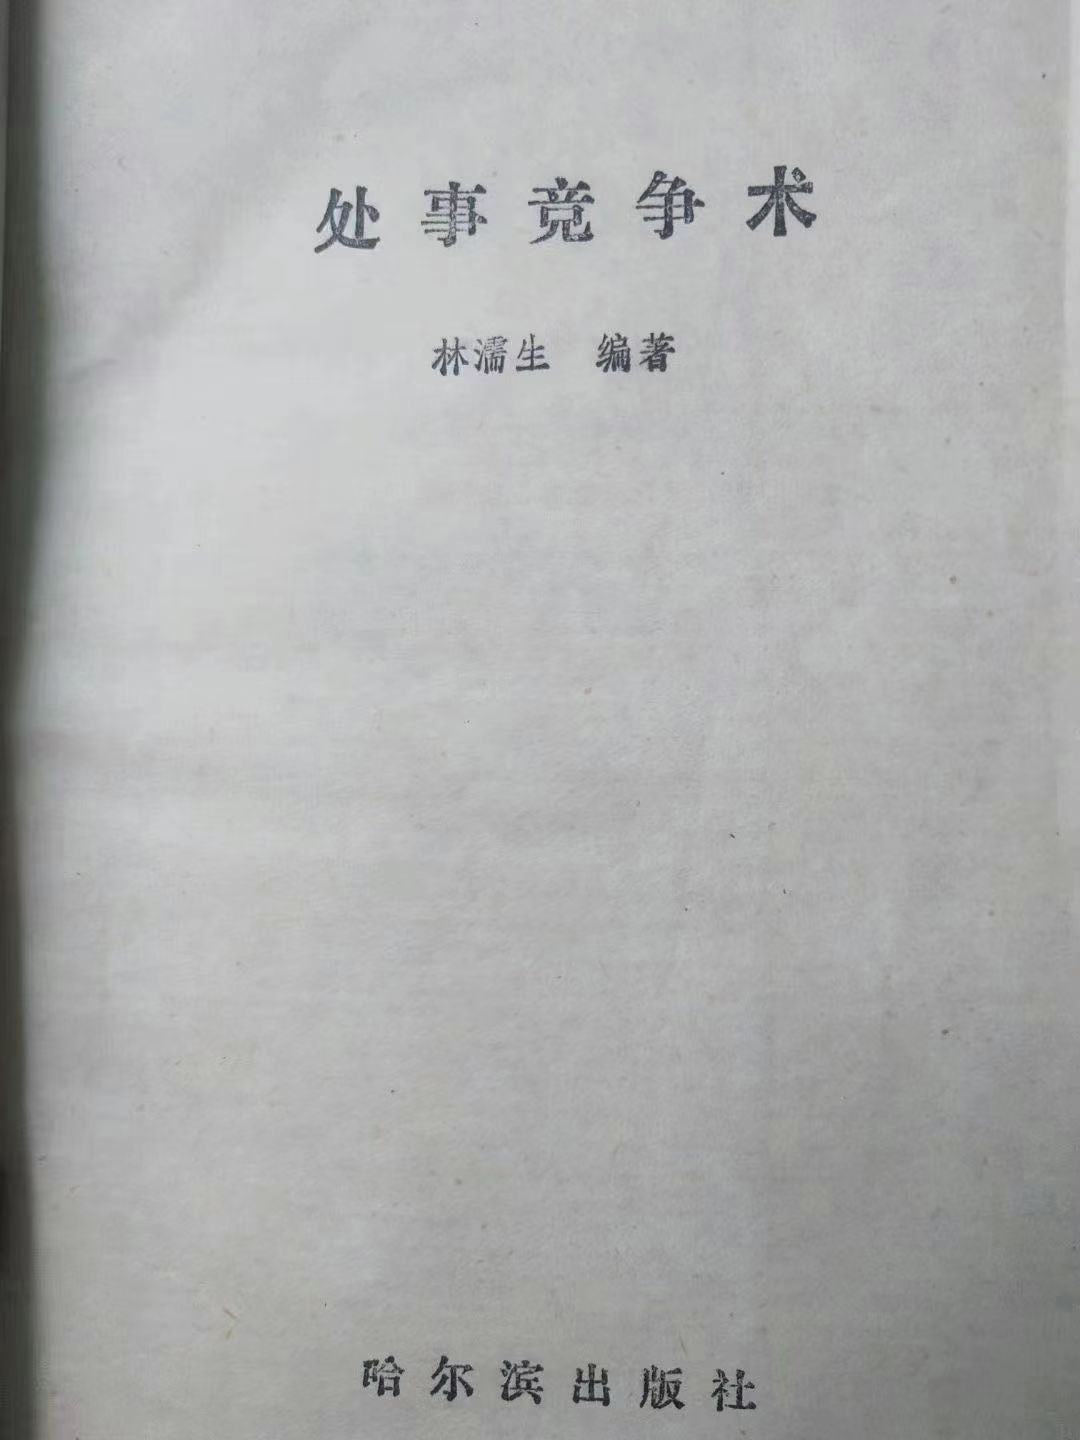 处事竞争术
林濡生 编著
哈尔滨出版社